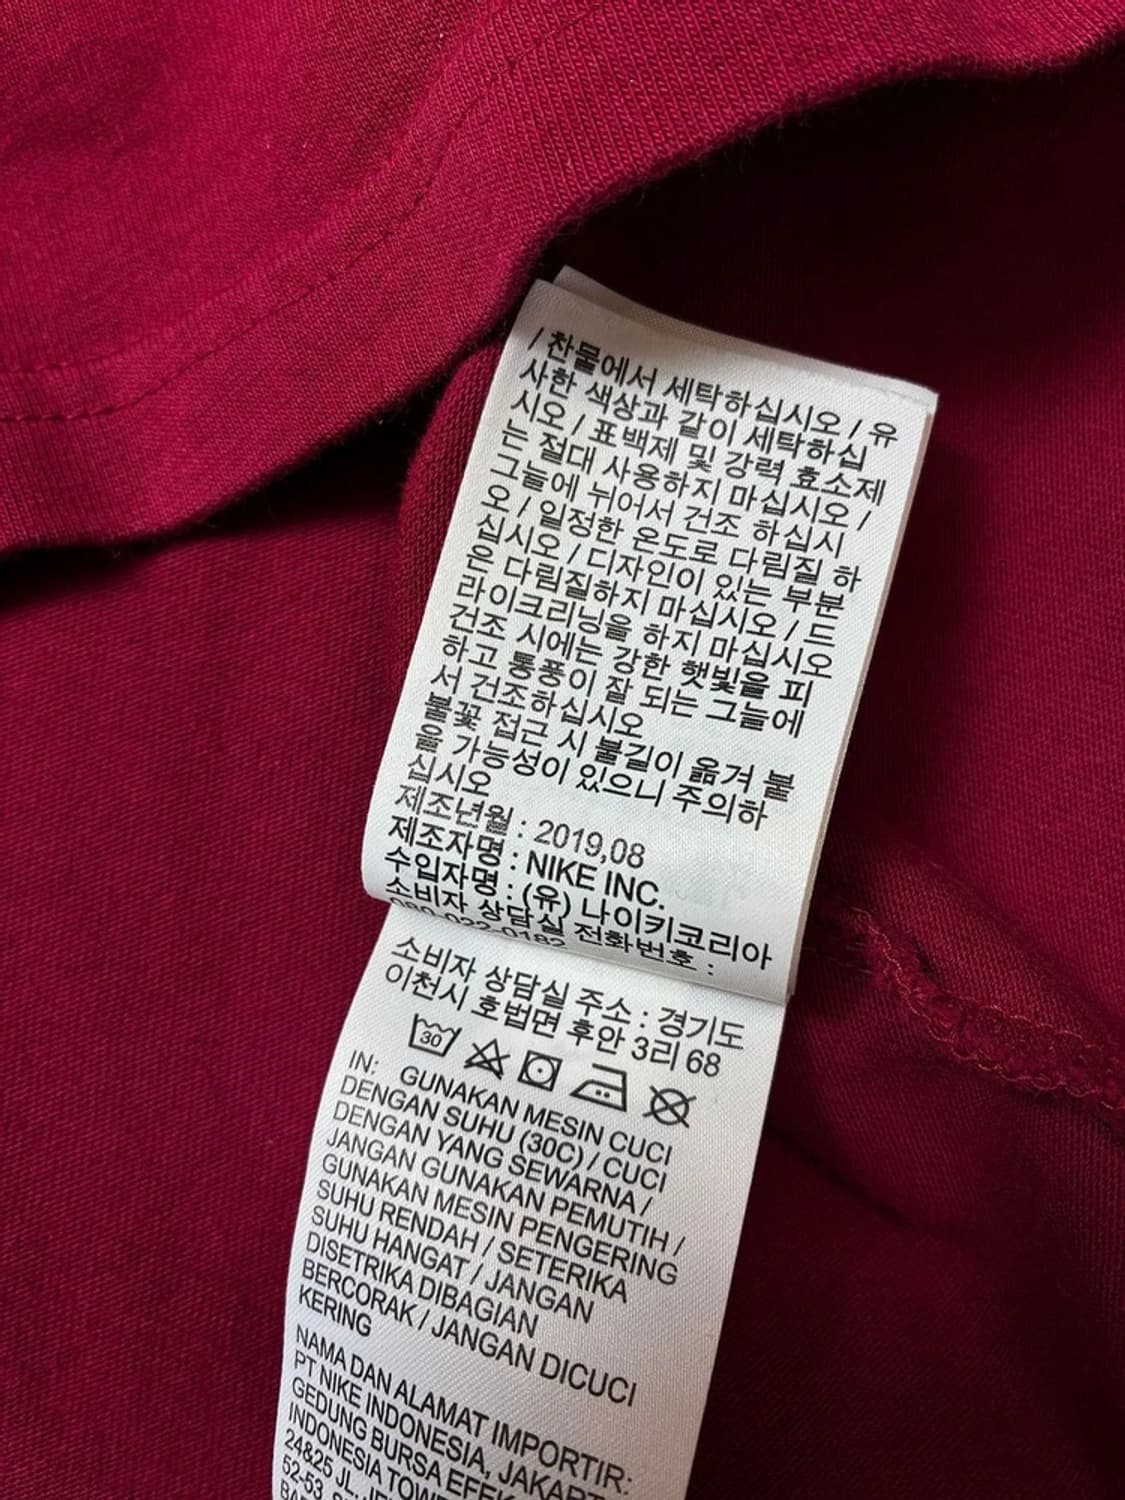 / 찬물에서 세탁하십시오 / 유
사한 색상과 같이 세탁하십
시오 / 표백제 및 강력 효소제
는 절대 사용하지 마십시오 /
그늘에 뉘어서 건조 하십시
오 / 일정한 온도로 다림질 하
십시오 / 디자인이 있는 부분
은 다림질하지 마십시오 / 드
라이크리닝을 하지 마십시오
건조 시에는 강한 햇빛을 피
하고 통풍이 잘 되는 그늘에
서 건조하십시오
불꽃 접근 시 불길이 옮겨 붙
을 가능성이 있으니 주의하
십시오
제조년월 : 2019,08
제조자명 : NIKE INC.
수입자명 : (유) 나이키코리아
소비자 상담실 전화번호 :
080-022-0182
소비자 상담실 주소 : 경기도
이천시 호법면 후안 3리 68
30
IN: GUNAKAN MESIN CUCI
DENGAN SUHU (30C) / CUCI
DENGAN YANG SEWARNA /
JANGAN GUNAKAN PEMUTIH /
GUNAKAN MESIN PENGERING
SUHU RENDAH / SETERIKA
SUHU HANGAT / JANGAN
DISETRIKA DIBAGIAN
BERCORAK / JANGAN DICUCI
KERING
NAMA DAN ALAMAT IMPORTIR:
PT NIKE INDONESIA,
GEDUNG BURSA EFEK
INDONESIA
24&25 JL.
52-53